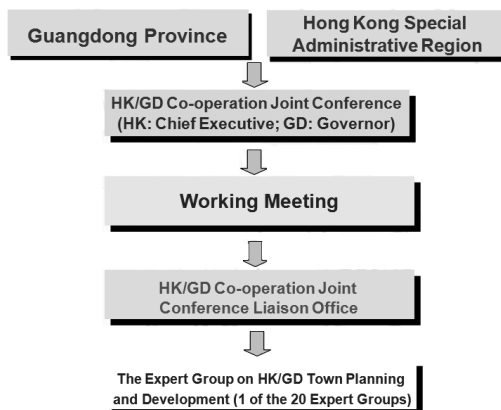 Guangdong Province
Hong Kong Special
Administrative Region
HK/GD Co-operation Joint Conference
(HK: Chief Executive; GD: Governor)
Working Meeting
HK/GD Co-operation Joint
Conference Liaison Office
The Expert Group on HK/GD Town Planning
and Development (1 of the 20 Expert Groups)